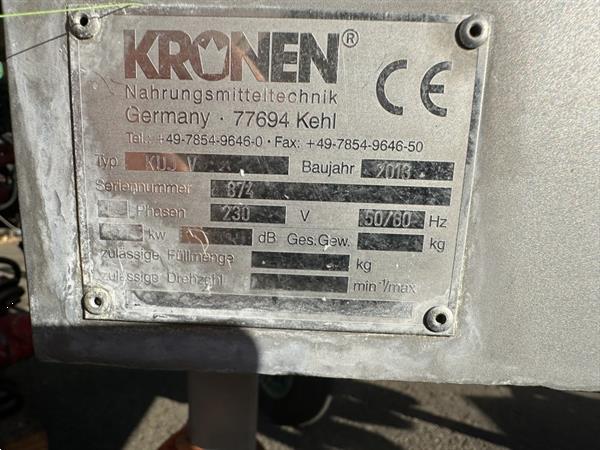 KRONEN®
Nahrungsmitteltechnik
Germany · 77694 Kehl
Tel.: +49-7854-9646-0 · Fax: +49-7854-9646-50
Typ V Baujahr 2013
Seriennummer 874
Phasen 230 V 50/60 Hz
kw dB Ges.Gew. kg
zulässige Füllmenge kg
zulässige Drehzahl min⁻¹/max
CE